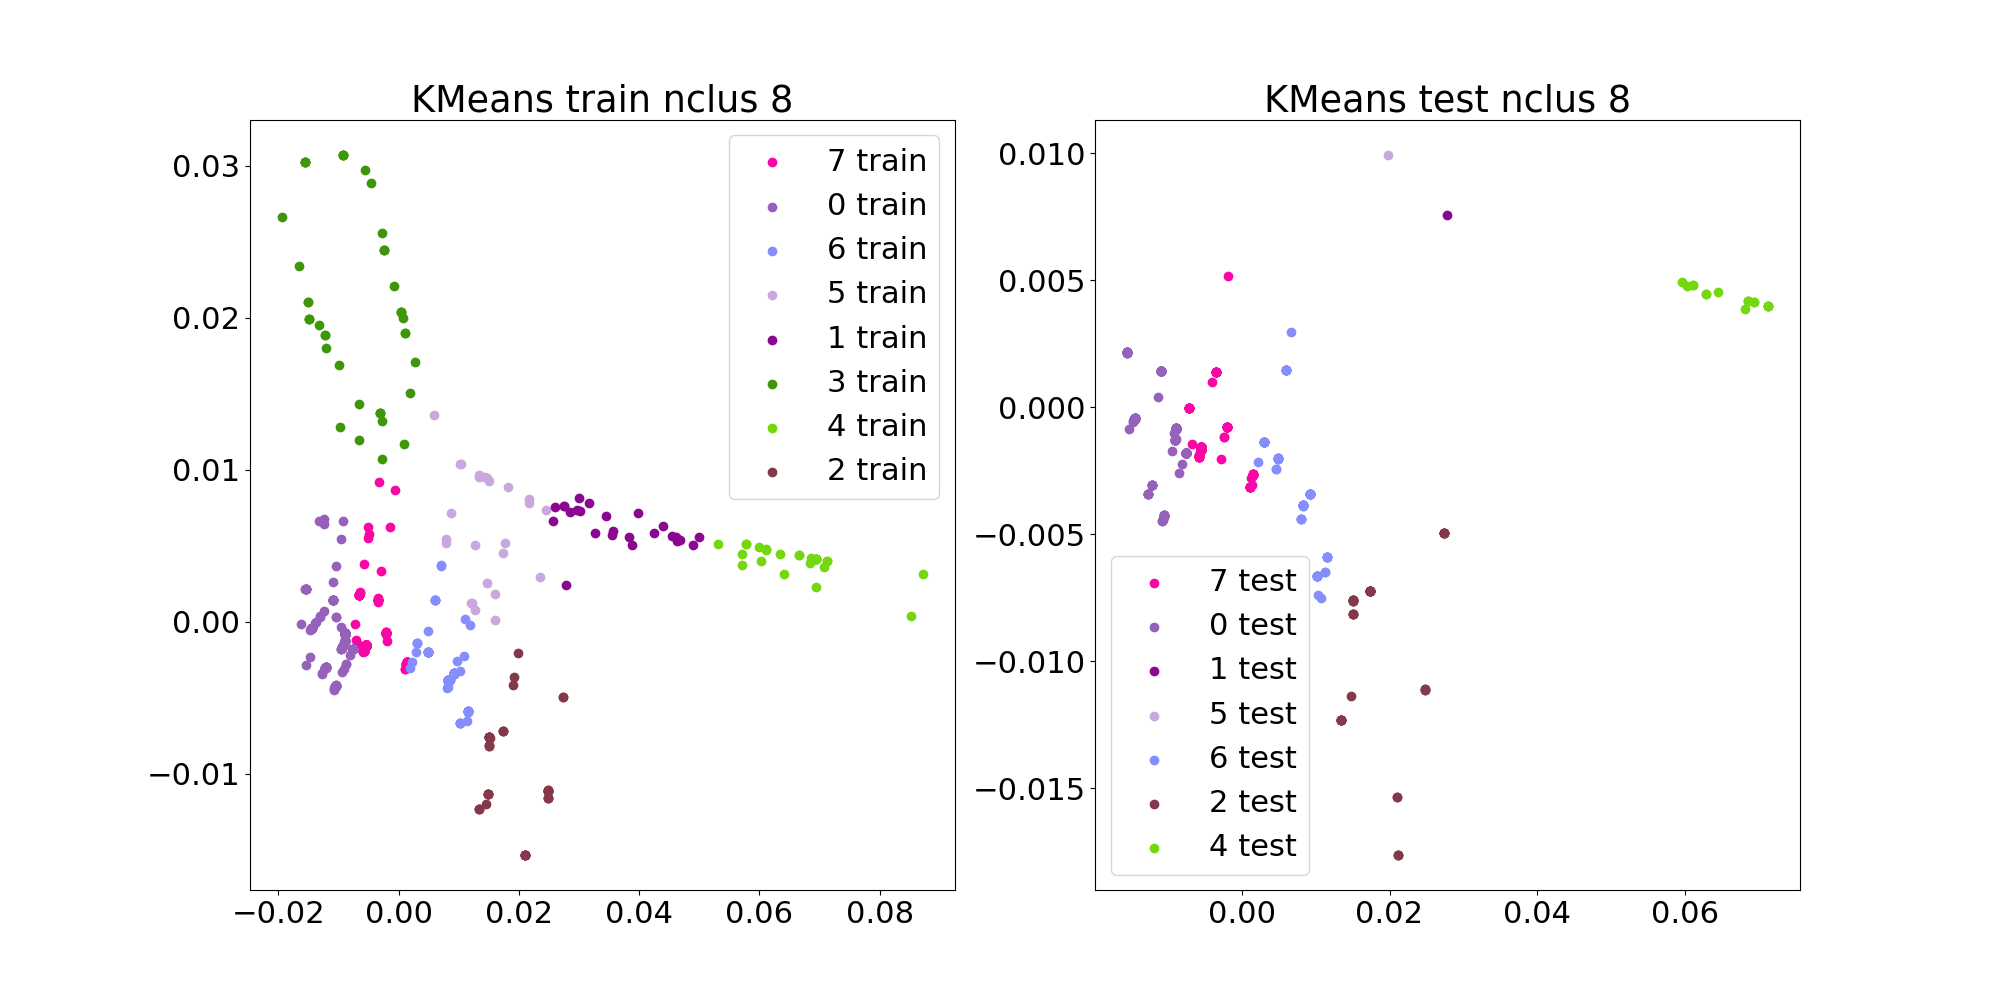 KMeans train nclus 8
0.03
0.02
0.01
0.00
−0.01
−0.02
0.00
0.02
0.04
0.06
0.08
7 train
0 train
6 train
5 train
1 train
3 train
4 train
2 train
KMeans test nclus 8
0.010
0.005
0.000
−0.005
−0.010
−0.015
0.00
0.02
0.04
0.06
7 test
0 test
1 test
5 test
6 test
2 test
4 test